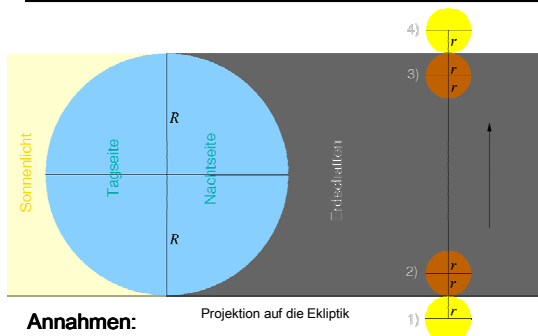 4)
r
3)
r
r
R
Sonnenlicht
Tagseite
Nachtseite
Erdschatten
R
2)
r
r
1)
r
Annahmen:
Projektion auf die Ekliptik